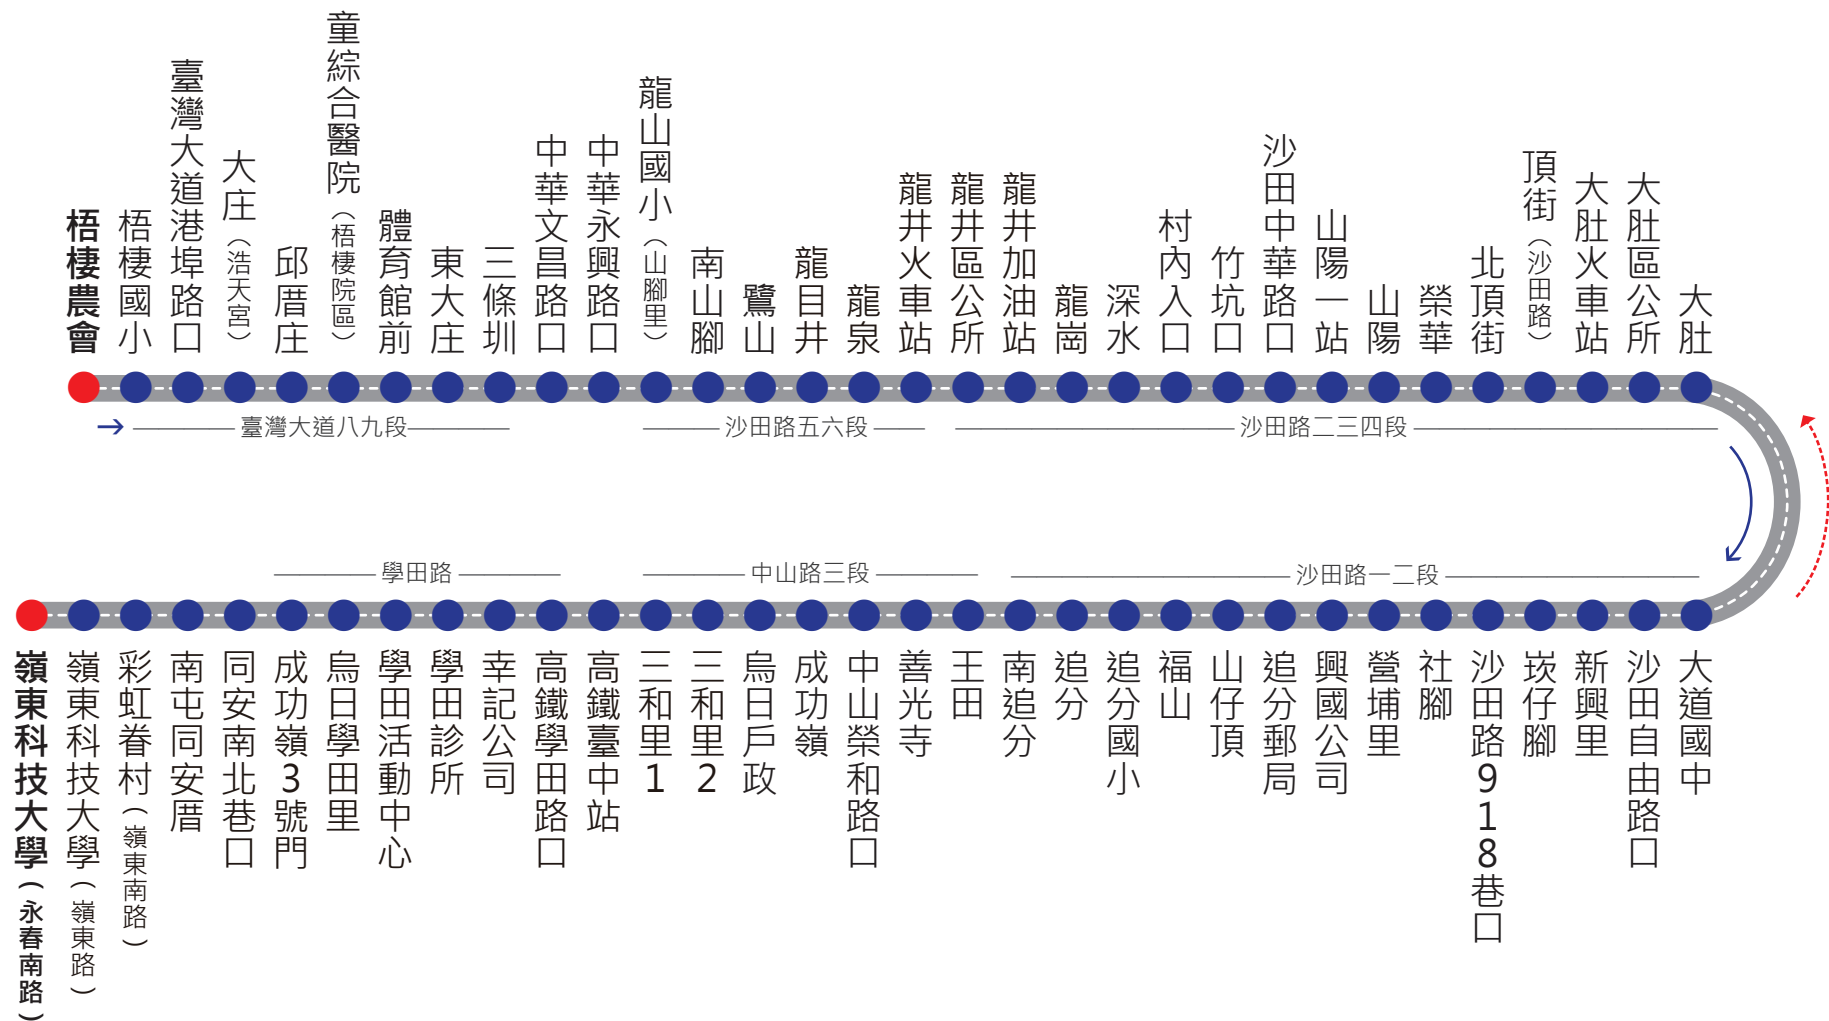 梧棲農會
梧棲國小
臺灣大道港埠路口
大庄（浩天宮）
邱厝庄
童綜合醫院（梧棲院區）
體育館前
東大庄
三條圳
中華文昌路口
中華永興路口
龍山國小（山腳里）
南山腳
鷺山
龍目井
龍泉
龍井火車站
龍井區公所
龍井加油站
龍崗
深水
村內入口
竹坑口
沙田中華路口
山陽一站
山陽
榮華
北頂街
頂街（沙田路）
大肚火車站
大肚區公所
大肚
臺灣大道八九段
沙田路五六段
沙田路二三四段
學田路
中山路三段
沙田路一二段
嶺東科技大學(永春南路)
嶺東科技大學(嶺東路)
彩虹眷村(嶺東南路)
南屯同安厝
同安南北巷口
成功嶺3號門
烏日學田里
學田活動中心
學田診所
幸記公司
高鐵學田路口
高鐵臺中站
三和里1
三和里2
烏日戶政
成功嶺
中山榮和路口
善光寺
王田
南追分
追分
追分國小
福山
山仔頂
追分郵局
興國公司
營埔里
社腳
沙田路918巷口
崁仔腳
新興里
沙田自由路口
大道國中